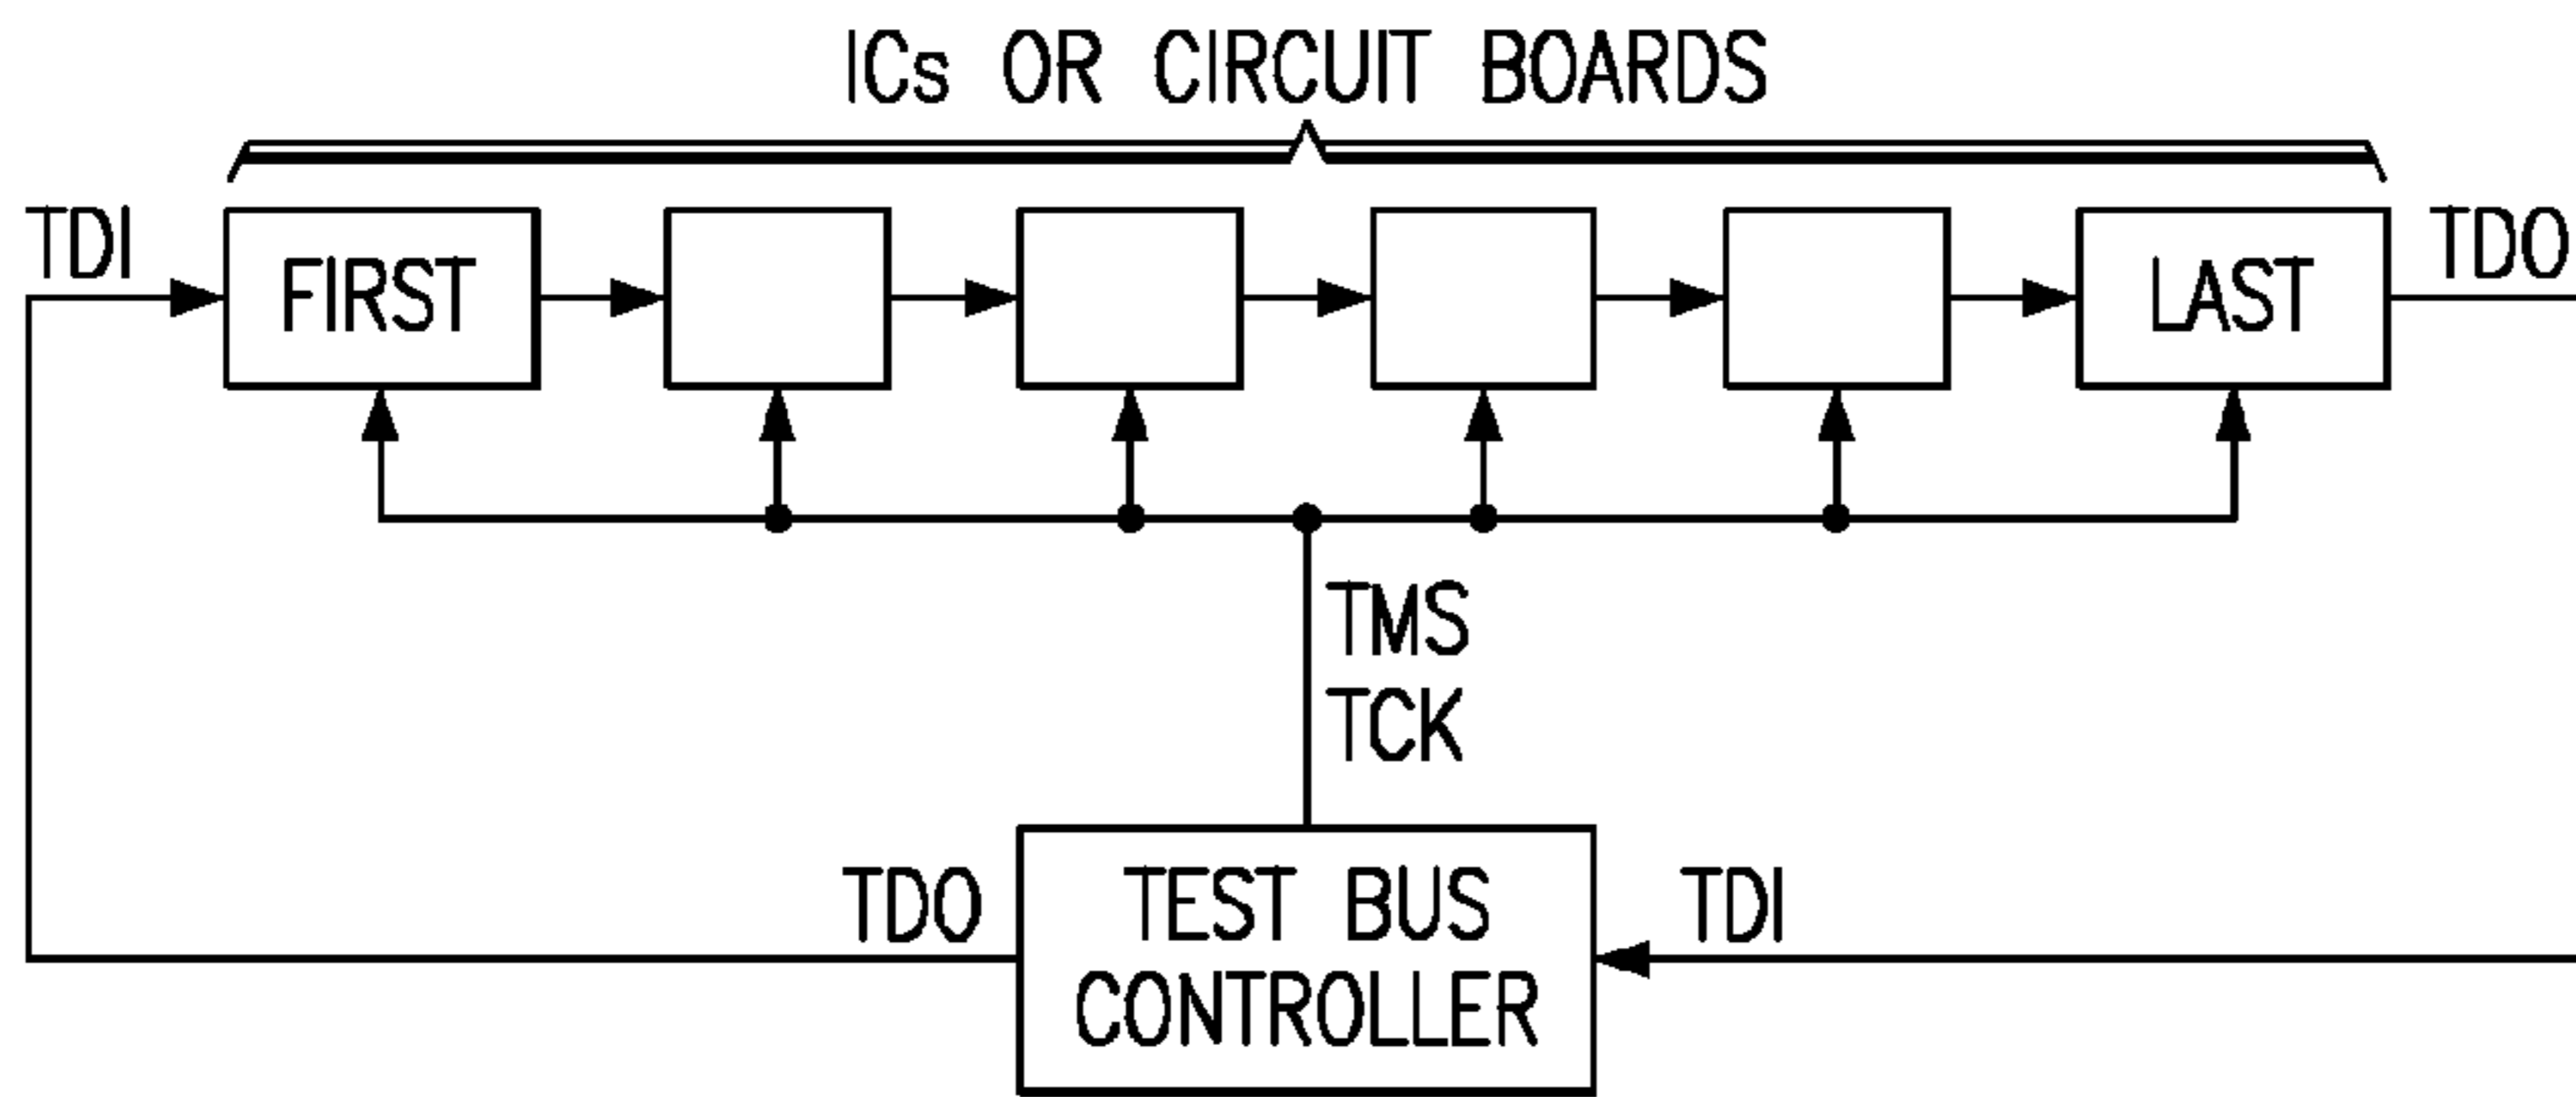 ICs OR CIRCUIT BOARDS
TDI
FIRST
LAST
TDO
TMS
TCK
TDO
TEST BUS
CONTROLLER
TDI